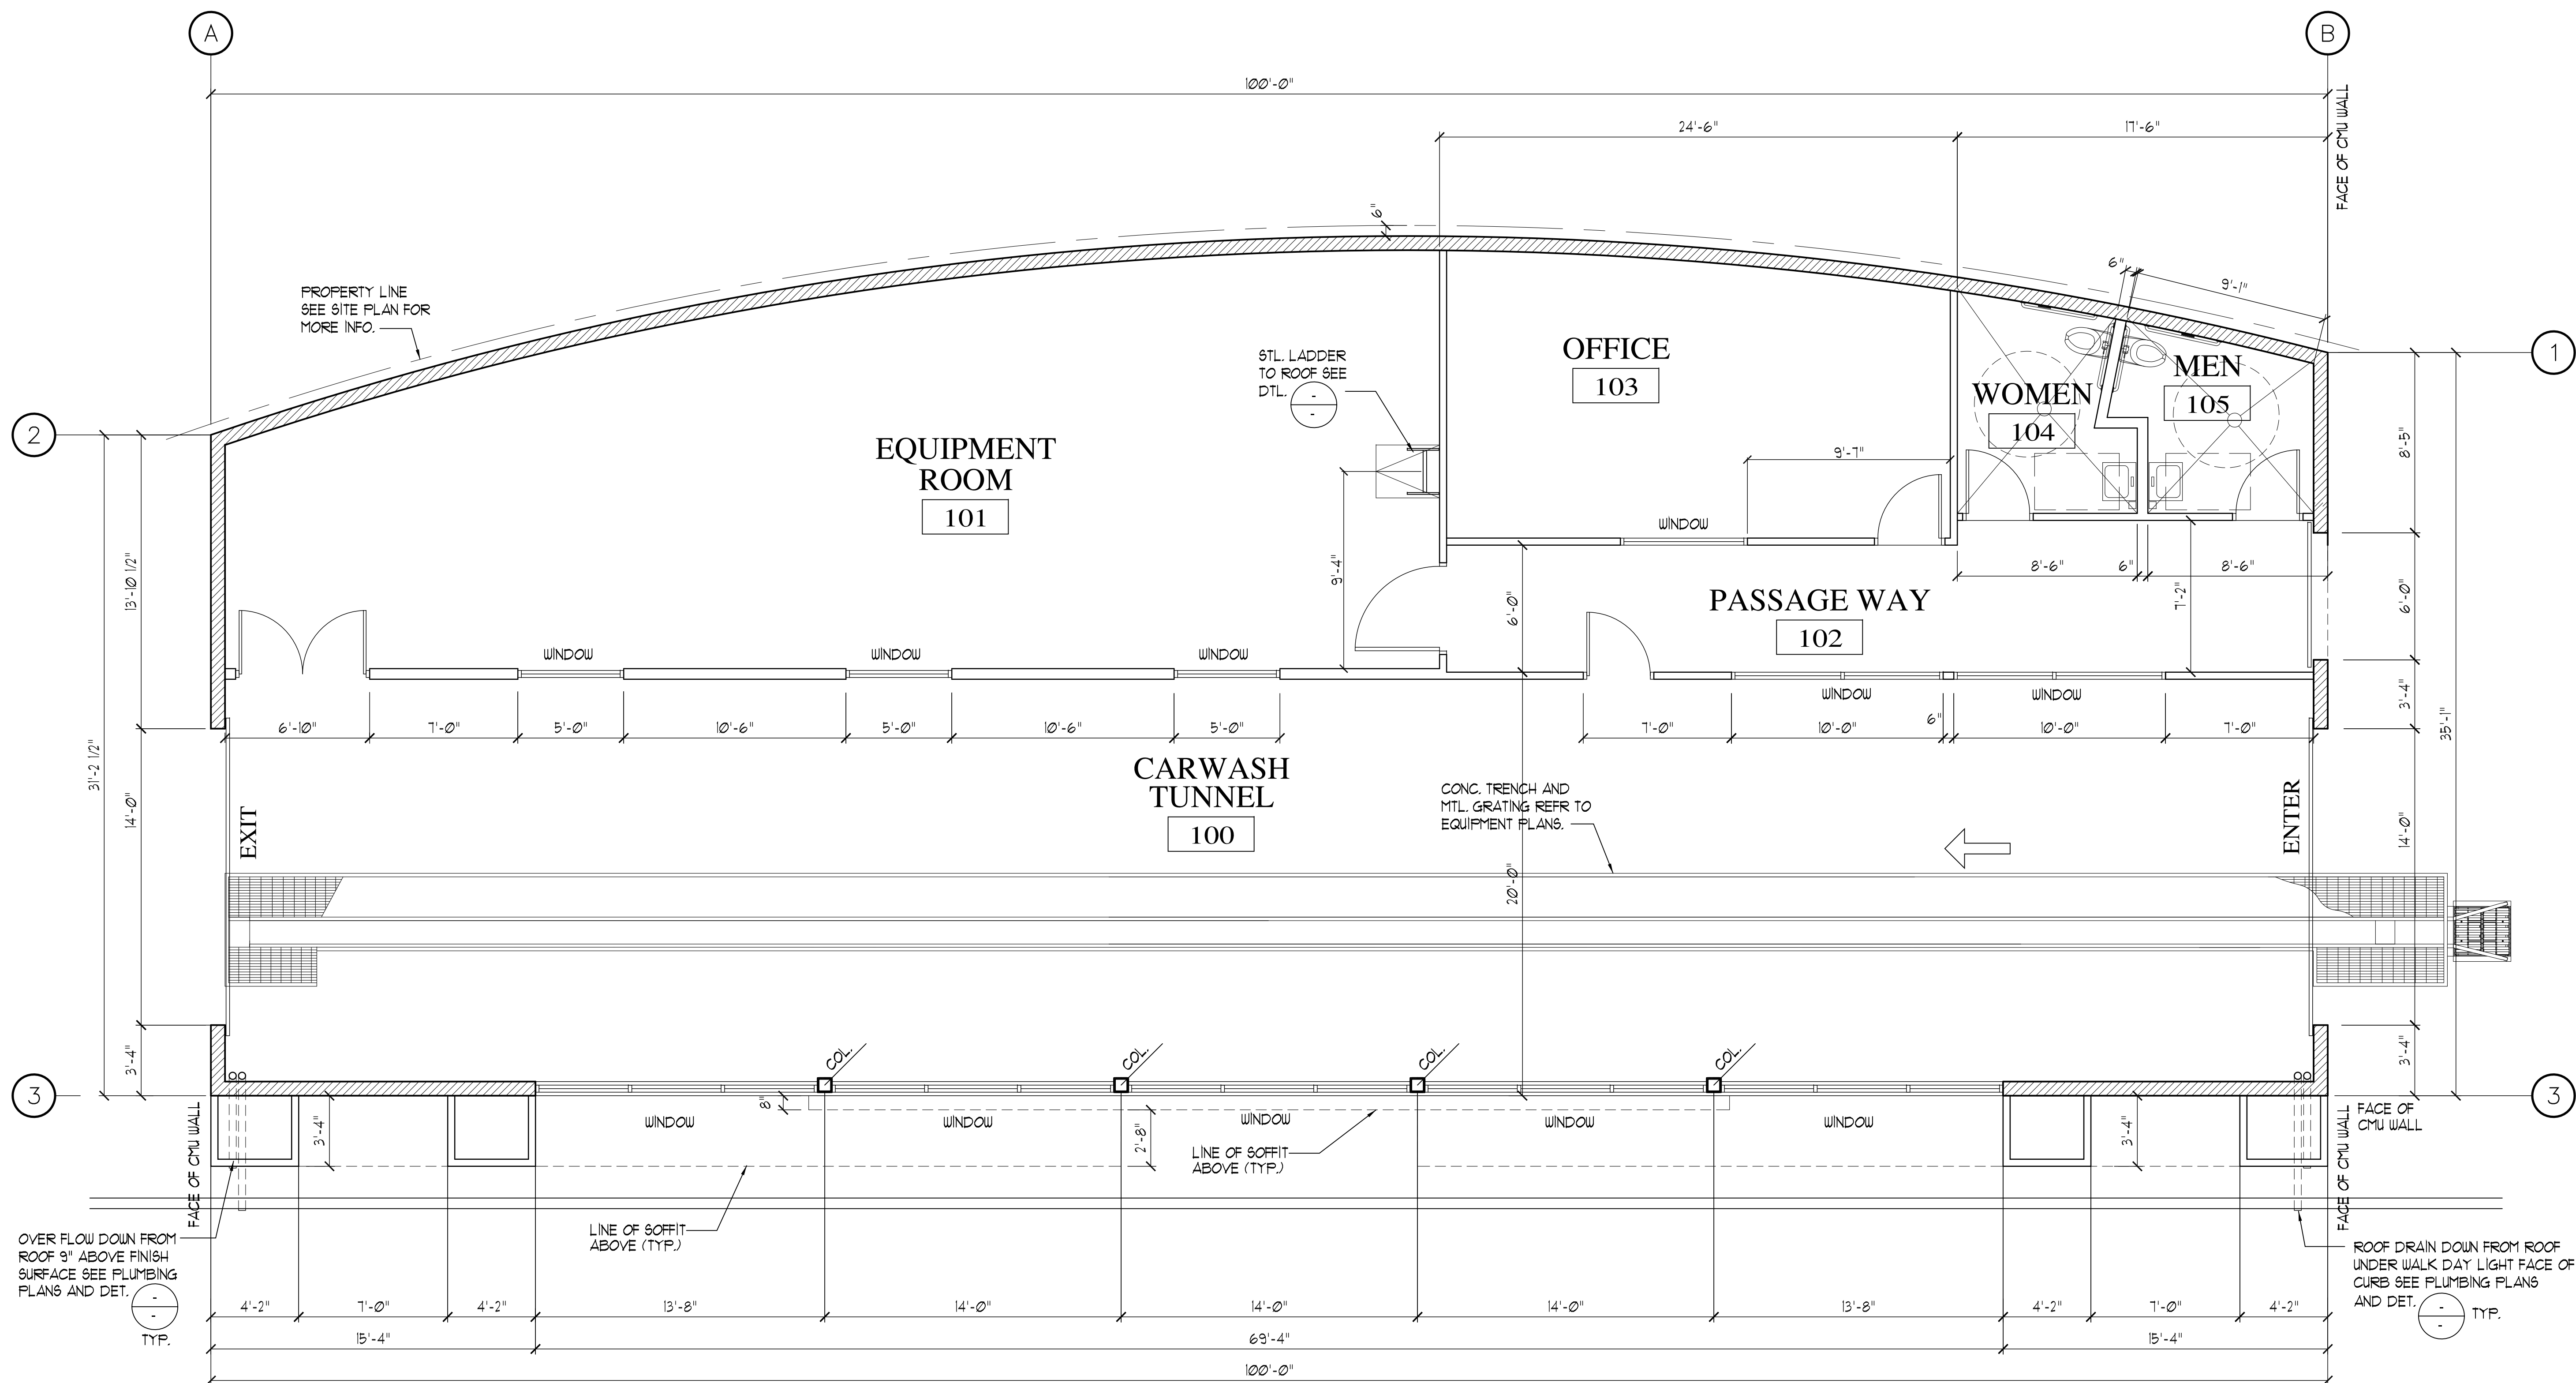 A
B
100'-0"
24'-6"
17'-6"
FACE OF CMU WALL
6"
6"
9'-1"
PROPERTY LINE
SEE SITE PLAN FOR
MORE INFO.
STL. LADDER
TO ROOF SEE
DTL.
-
-
OFFICE
103
MEN
105
WOMEN
104
1
2
EQUIPMENT
ROOM
101
9'-7"
WINDOW
8'-5"
13'-10 1/2"
9'-4"
6'-0"
8'-6"
6"
8'-6"
7'-2"
6'-0"
PASSAGE WAY
102
WINDOW
WINDOW
WINDOW
WINDOW
WINDOW
3'-4"
6'-10"
7'-0"
5'-0"
10'-6"
5'-0"
10'-6"
5'-0"
7'-0"
10'-0"
6"
10'-0"
7'-0"
31'-2 1/2"
35'-1"
CARWASH
TUNNEL
100
CONC. TRENCH AND
MTL. GRATING REFR TO
EQUIPMENT PLANS.
14'-0"
EXIT
ENTER
14'-0"
20'-0"
3'-4"
COL.
COL.
COL.
COL.
3'-4"
3
3
FACE OF CMU WALL
3'-4"
WINDOW
8"
WINDOW
2'-8"
WINDOW
WINDOW
WINDOW
3'-4"
FACE OF CMU WALL
FACE OF
CMU WALL
LINE OF SOFFIT
ABOVE (TYP.)
LINE OF SOFFIT
ABOVE (TYP.)
OVER FLOW DOWN FROM
ROOF 9" ABOVE FINISH
SURFACE SEE PLUMBING
PLANS AND DET.
-
-
TYP.
ROOF DRAIN DOWN FROM ROOF
UNDER WALK DAY LIGHT FACE OF
CURB SEE PLUMBING PLANS
AND DET.
-
-
TYP.
4'-2"
7'-0"
4'-2"
13'-8"
14'-0"
14'-0"
14'-0"
13'-8"
4'-2"
7'-0"
4'-2"
15'-4"
69'-4"
15'-4"
100'-0"